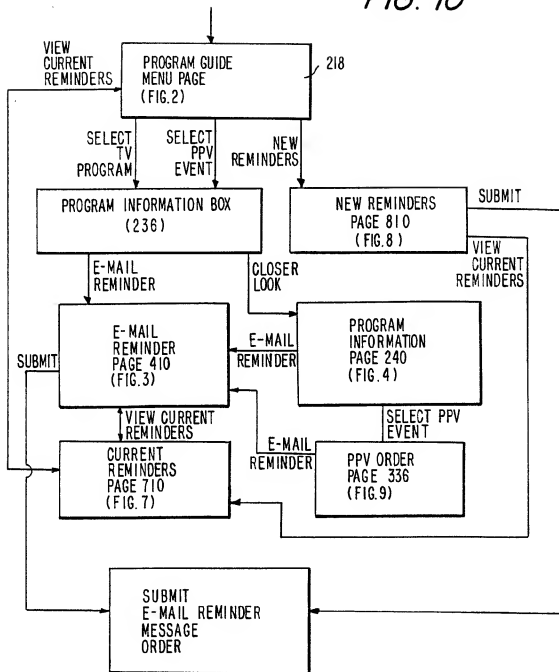 FIG. 10
VIEW
CURRENT
REMINDERS
PROGRAM GUIDE
MENU PAGE
(FIG.2)
218
SELECT
TV
PROGRAM
SELECT
PPV
EVENT
NEW
REMINDERS
PROGRAM INFORMATION BOX
(236)
NEW REMINDERS
PAGE 810
(FIG.8)
SUBMIT
VIEW
CURRENT
REMINDERS
E-MAIL
REMINDER
CLOSER
LOOK
E-MAIL
REMINDER
PAGE 410
(FIG.3)
SUBMIT
E-MAIL
REMINDER
PROGRAM
INFORMATION
PAGE 240
(FIG.4)
SELECT PPV
EVENT
VIEW CURRENT
REMINDERS
E-MAIL
REMINDER
CURRENT
REMINDERS
PAGE 710
(FIG.7)
PPV ORDER
PAGE 336
(FIG.9)
SUBMIT
E-MAIL REMINDER
MESSAGE
ORDER